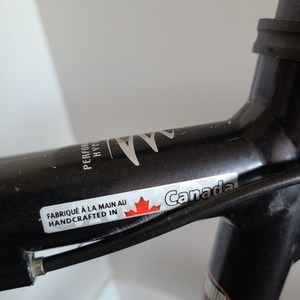 FABRIQUÉ À LA MAIN AU
HANDCRAFTED IN
Canada